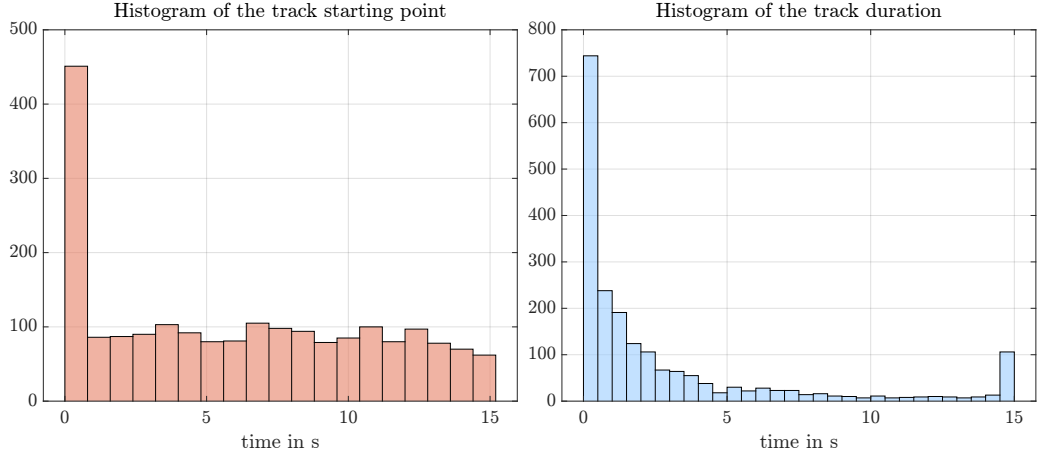 Histogram of the track starting point
500
400
300
200
100
0
0 5 10 15
time in s
Histogram of the track duration
800
700
600
500
400
300
200
100
0
0 5 10 15
time in s